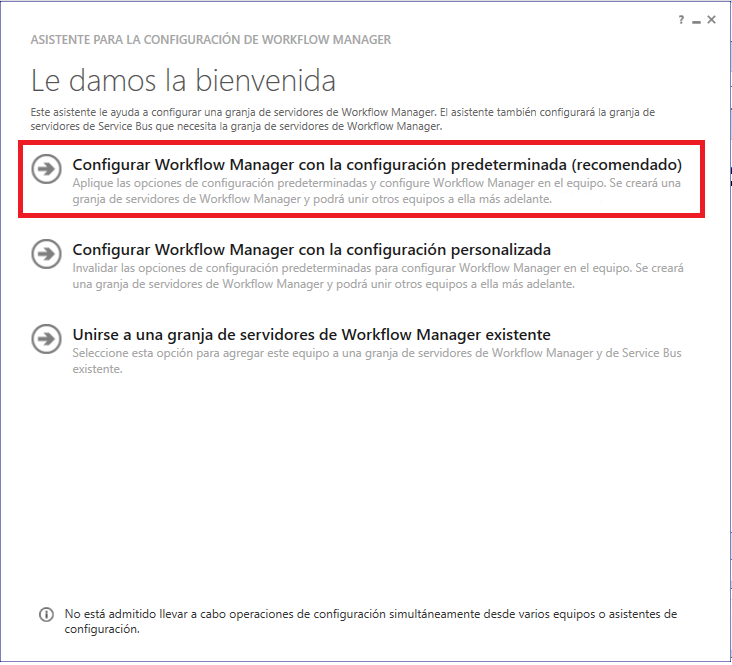 ?
ASISTENTE PARA LA CONFIGURACIÓN DE WORKFLOW MANAGER
Le damos la bienvenida
Este asistente le ayuda a configurar una granja de servidores de Workflow Manager. El asistente también configurará la granja de
servidores de Service Bus que necesita la granja de servidores de Workflow Manager.
Configurar Workflow Manager con la configuración predeterminada (recomendado)
Aplique las opciones de configuración predeterminadas y configure Workflow Manager en el equipo. Se creará una
granja de servidores de Workflow Manager y podrá unir otros equipos a ella más adelante.
Configurar Workflow Manager con la configuración personalizada
Invalidar las opciones de configuración predeterminadas para configurar Workflow Manager en el equipo. Se creará
una granja de servidores de Workflow Manager y podrá unir otros equipos a ella más adelante.
Unirse a una granja de servidores de Workflow Manager existente
Seleccione esta opción para agregar este equipo a una granja de servidores de Workflow Manager y de Service Bus
existente.
No está admitido llevar a cabo operaciones de configuración simultáneamente desde varios equipos o asistentes de
configuración.